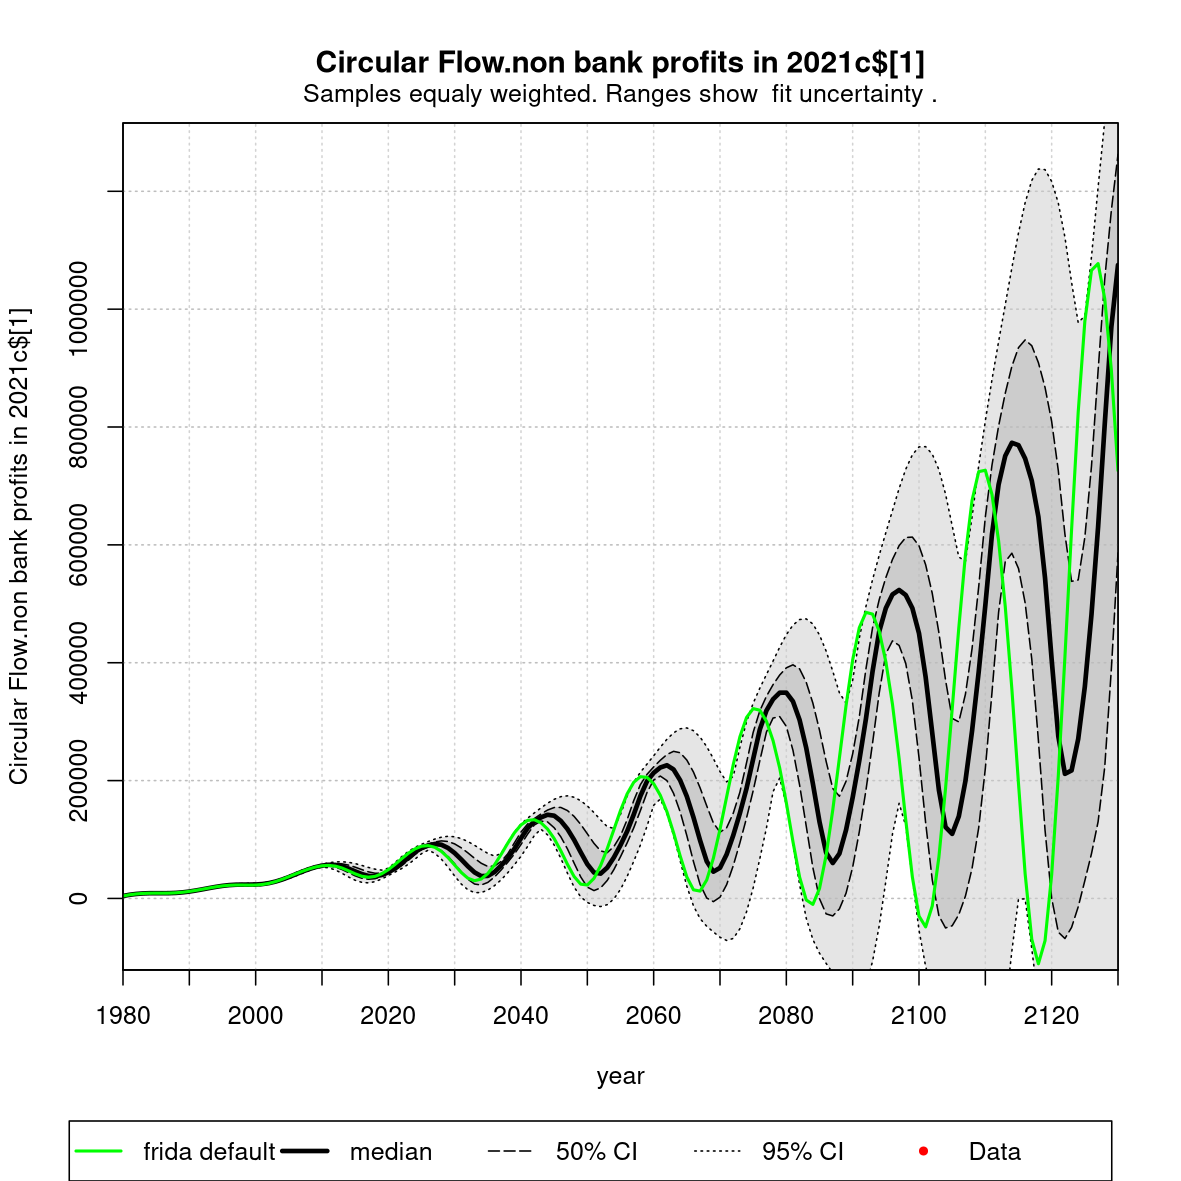 Circular Flow.non bank profits in 2021c$[1]
Samples equaly weighted. Ranges show  fit uncertainty .
Circular Flow.non bank profits in 2021c$[1]
1000000
800000
600000
400000
200000
0
1980 2000 2020 2040 2060 2080 2100 2120
year
frida default median 50% CI 95% CI Data